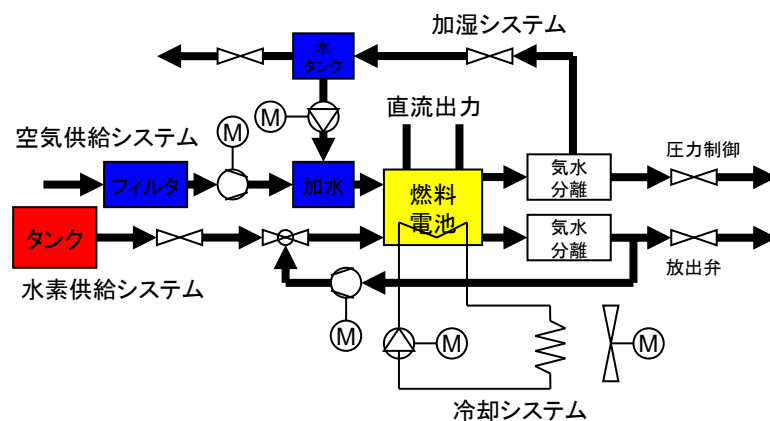 加湿システム
水
タンク
M
直流出力
M
空気供給システム
フィルタ
加水
燃料
電池
気水
分離
圧力制御
タンク
気水
分離
放出弁
水素供給システム
M
M
M
冷却システム